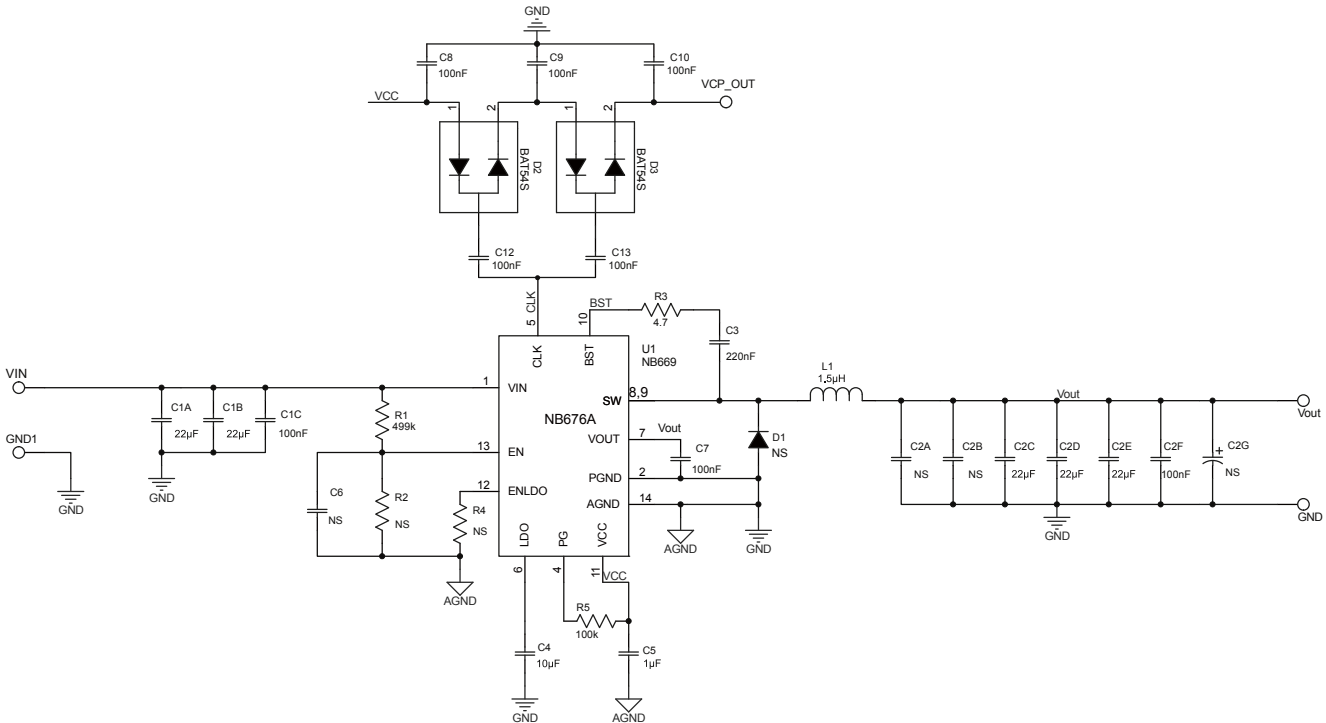 GND
C8
100nF
C9
100nF
C10
100nF
VCC
VCP_OUT
1
2
1
2
D2
BAT54S
D3
BAT54S
C12
100nF
C13
100nF
CLK
5
BST
10
R3
4.7
C3
220nF
U1
NB669
CLK
BST
VIN
1
VIN
C1A
22µF
C1B
22µF
C1C
100nF
R1
499k
GND1
GND
GND
SW
8,9
NB676A
L1
1.5µH
Vout
Vout
VOUT
7
Vout
C7
100nF
D1
NS
13
EN
PGND
2
C6
NS
R2
NS
12
ENLDO
R4
NS
AGND
14
AGND
GND
AGND
C2A
NS
C2B
NS
C2C
22µF
C2D
22µF
C2E
22µF
C2F
100nF
C2G
+
NS
GND
GND
LDO
PG
VCC
6
4
11
VCC
R5
100k
C4
10µF
C5
1µF
GND
AGND